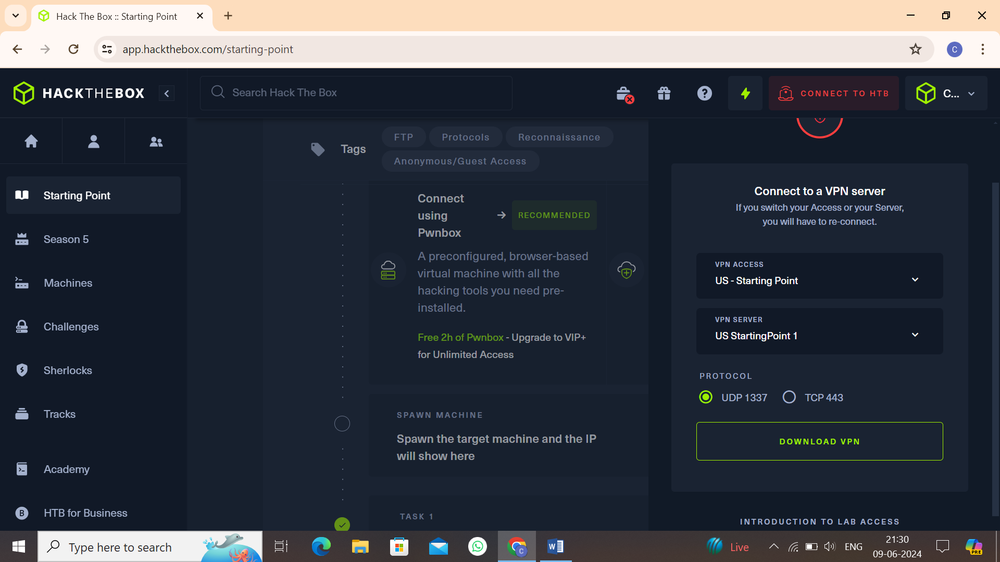 Hack The Box :: Starting Point
app.hackthebox.com/starting-point
HACKTHEBOX
Search Hack The Box
CONNECT TO HTB
C...
Starting Point
Season 5
Machines
Challenges
Sherlocks
Tracks
Academy
HTB for Business
Tags
FTP
Protocols
Reconnaissance
Anonymous/Guest Access
Connect
using
Pwnbox
RECOMMENDED
A preconfigured, browser-based
virtual machine with all the
hacking tools you need pre-
installed.
Free 2h of Pwnbox - Upgrade to VIP+
for Unlimited Access
SPAWN MACHINE
Spawn the target machine and the IP
will show here
TASK 1
Connect to a VPN server
If you switch your Access or your Server,
you will have to re-connect.
VPN ACCESS
US - Starting Point
VPN SERVER
US StartingPoint 1
PROTOCOL
UDP 1337
TCP 443
DOWNLOAD VPN
INTRODUCTION TO LAB ACCESS
Type here to search
Live
ENG
21:30
09-06-2024
PRE